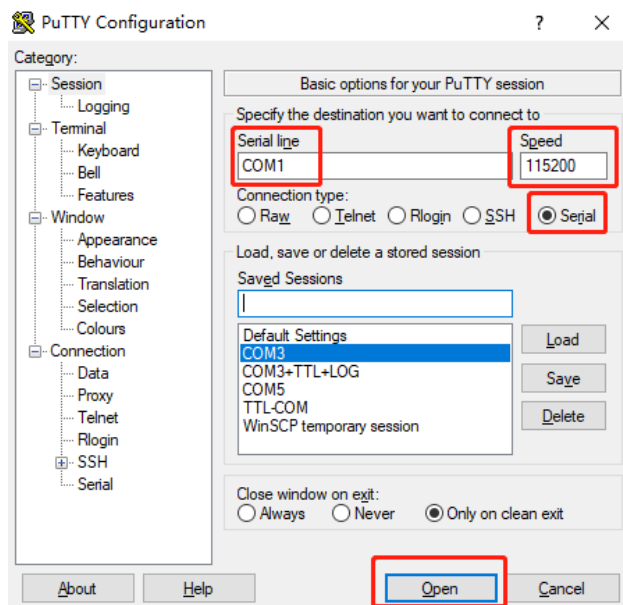 PuTTY Configuration
?
Category:
Session
Logging
Terminal
Keyboard
Bell
Features
Window
Appearance
Behaviour
Translation
Selection
Colours
Connection
Data
Proxy
Telnet
Rlogin
SSH
Serial
Basic options for your PuTTY session
Specify the destination you want to connect to
Serial line Speed
COM1 115200
Connection type:
Raw Telnet Rlogin SSH Serial
Load, save or delete a stored session
Saved Sessions
Default Settings
COM3
COM3+TTL+LOG
COM5
TTL-COM
WinSCP temporary session
Load
Save
Delete
Close window on exit:
Always Never Only on clean exit
About Help Open Cancel